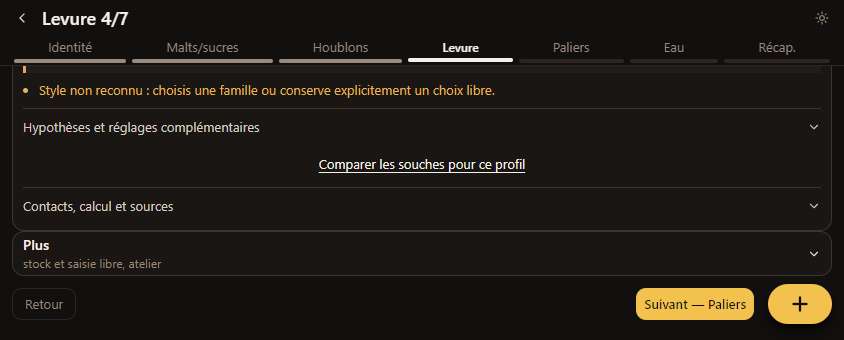 Levure 4/7
Identité
Malts/sucres
Houblons
Levure
Paliers
Eau
Récap.
• Style non reconnu : choisis une famille ou conserve explicitement un choix libre.
Hypothèses et réglages complémentaires
Comparer les souches pour ce profil
Contacts, calcul et sources
Plus
stock et saisie libre, atelier
Retour
Suivant — Paliers
+